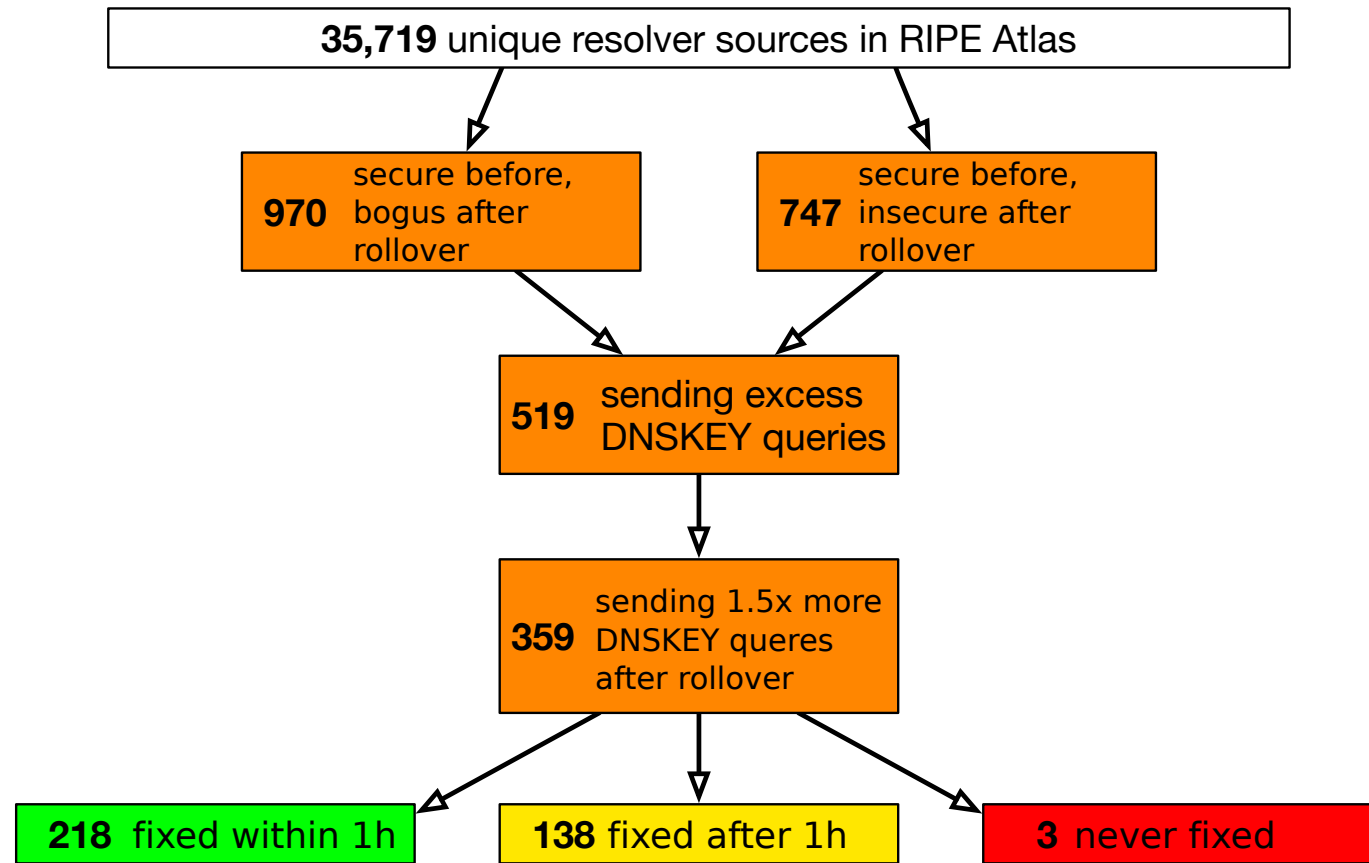 35,719 unique resolver sources in RIPE Atlas
970 secure before,
bogus after
rollover
747 secure before,
insecure after
rollover
519 sending excess
DNSKEY queries
359 sending 1.5x more
DNSKEY queres
after rollover
218 fixed within 1h
138 fixed after 1h
3 never fixed